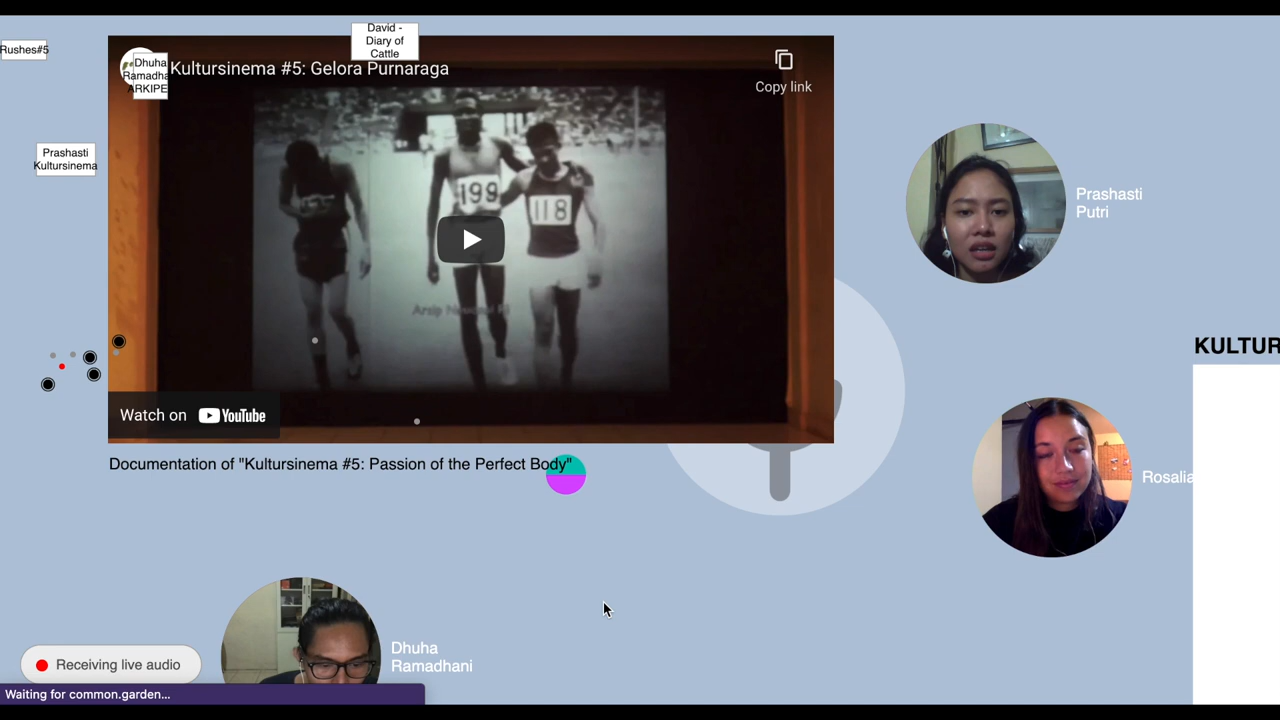 Rushes#5
David -
Diary of
Cattle
Dhuha
Ramadha
ARKIPE
Kultursinema #5: Gelora Purnaraga
Copy link
Prashasti
Kultursinema
199
118
Prashasti
Putri
KULTUR
Watch on YouTube
Documentation of "Kultursinema #5: Passion of the Perfect Body"
Rosalia
Dhuha
Ramadhani
Receiving live audio
Waiting for common.garden...